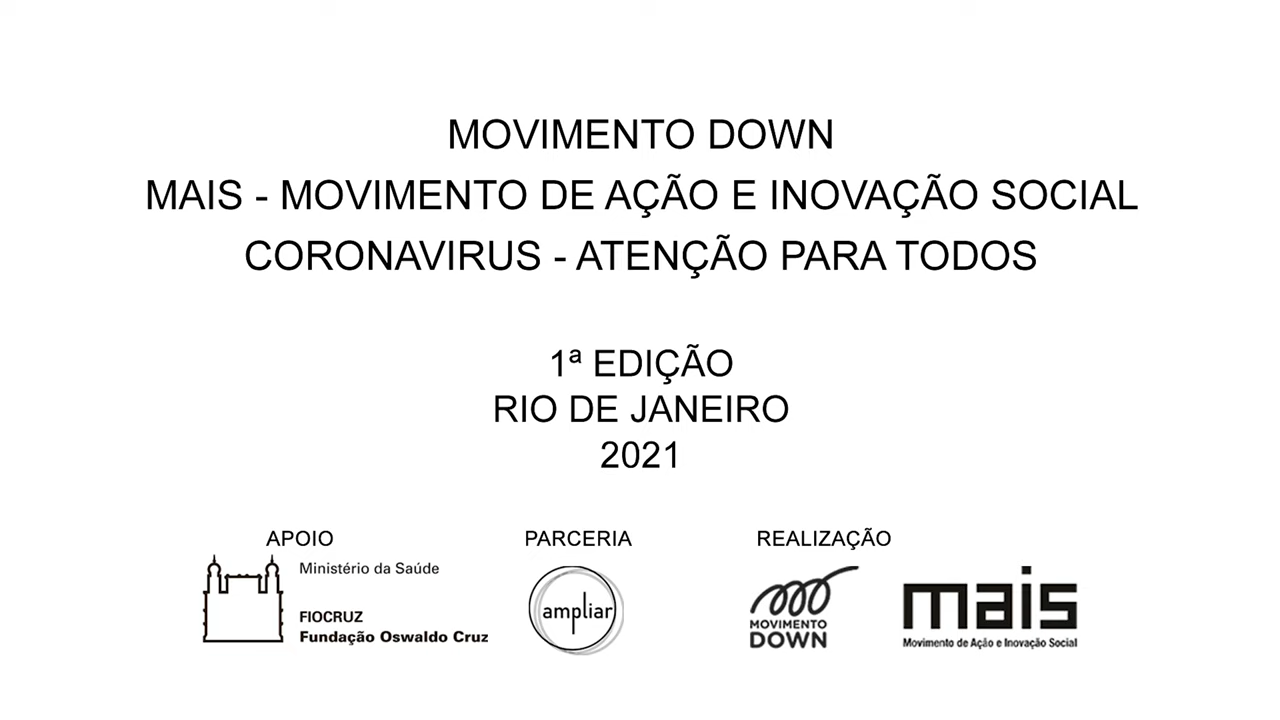 MOVIMENTO DOWN
MAIS - MOVIMENTO DE AÇÃO E INOVAÇÃO SOCIAL
CORONAVIRUS - ATENÇÃO PARA TODOS
1ª EDIÇÃO
RIO DE JANEIRO
2021
APOIO
Ministério da Saúde
FIOCRUZ
Fundação Oswaldo Cruz
PARCERIA
ampliar
REALIZAÇÃO
MOVIMENTO
DOWN
mais
Movimento de Ação e Inovação Social